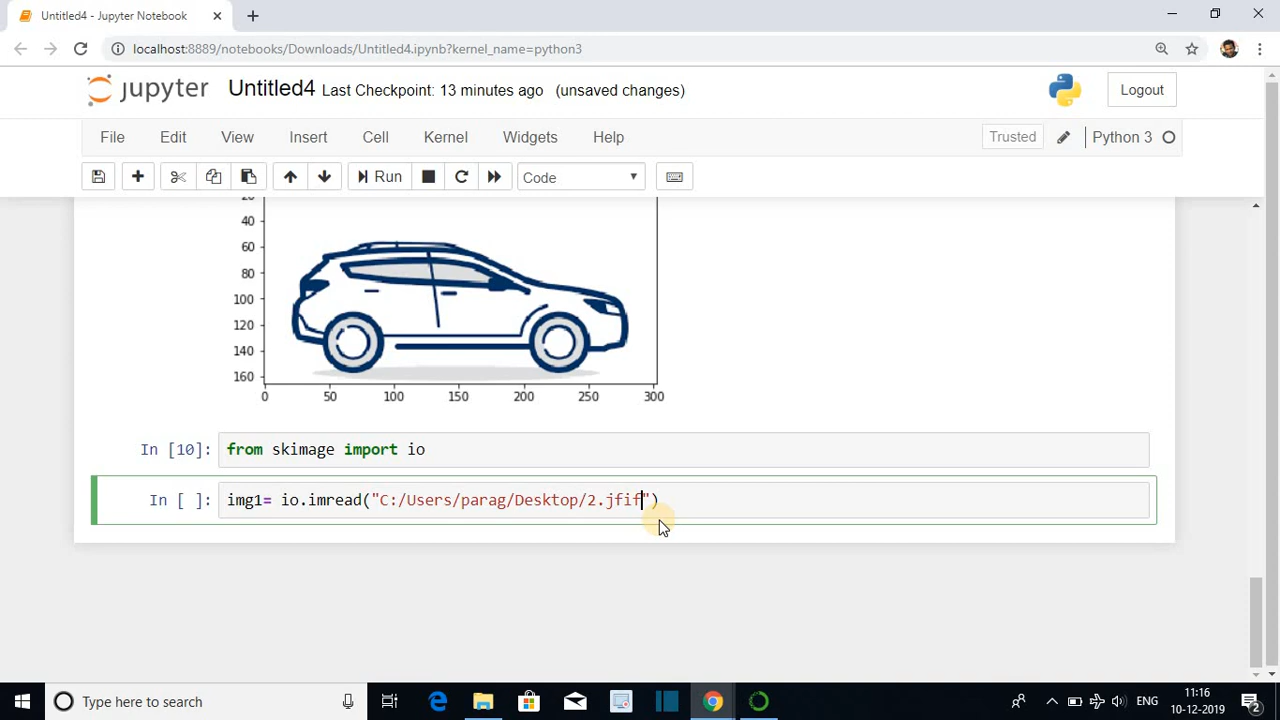 Untitled4 - Jupyter Notebook
localhost:8889/notebooks/Downloads/Untitled4.ipynb?kernel_name=python3
jupyter Untitled4 Last Checkpoint: 13 minutes ago (unsaved changes) Logout
File Edit View Insert Cell Kernel Widgets Help Trusted Python 3
Run Code
20
40
60
80
100
120
140
160
0 50 100 150 200 250 300
In [10]: from skimage import io
In [ ]: img1= io.imread("C:/Users/parag/Desktop/2.jfif")
Type here to search ENG 11:16
10-12-2019 2